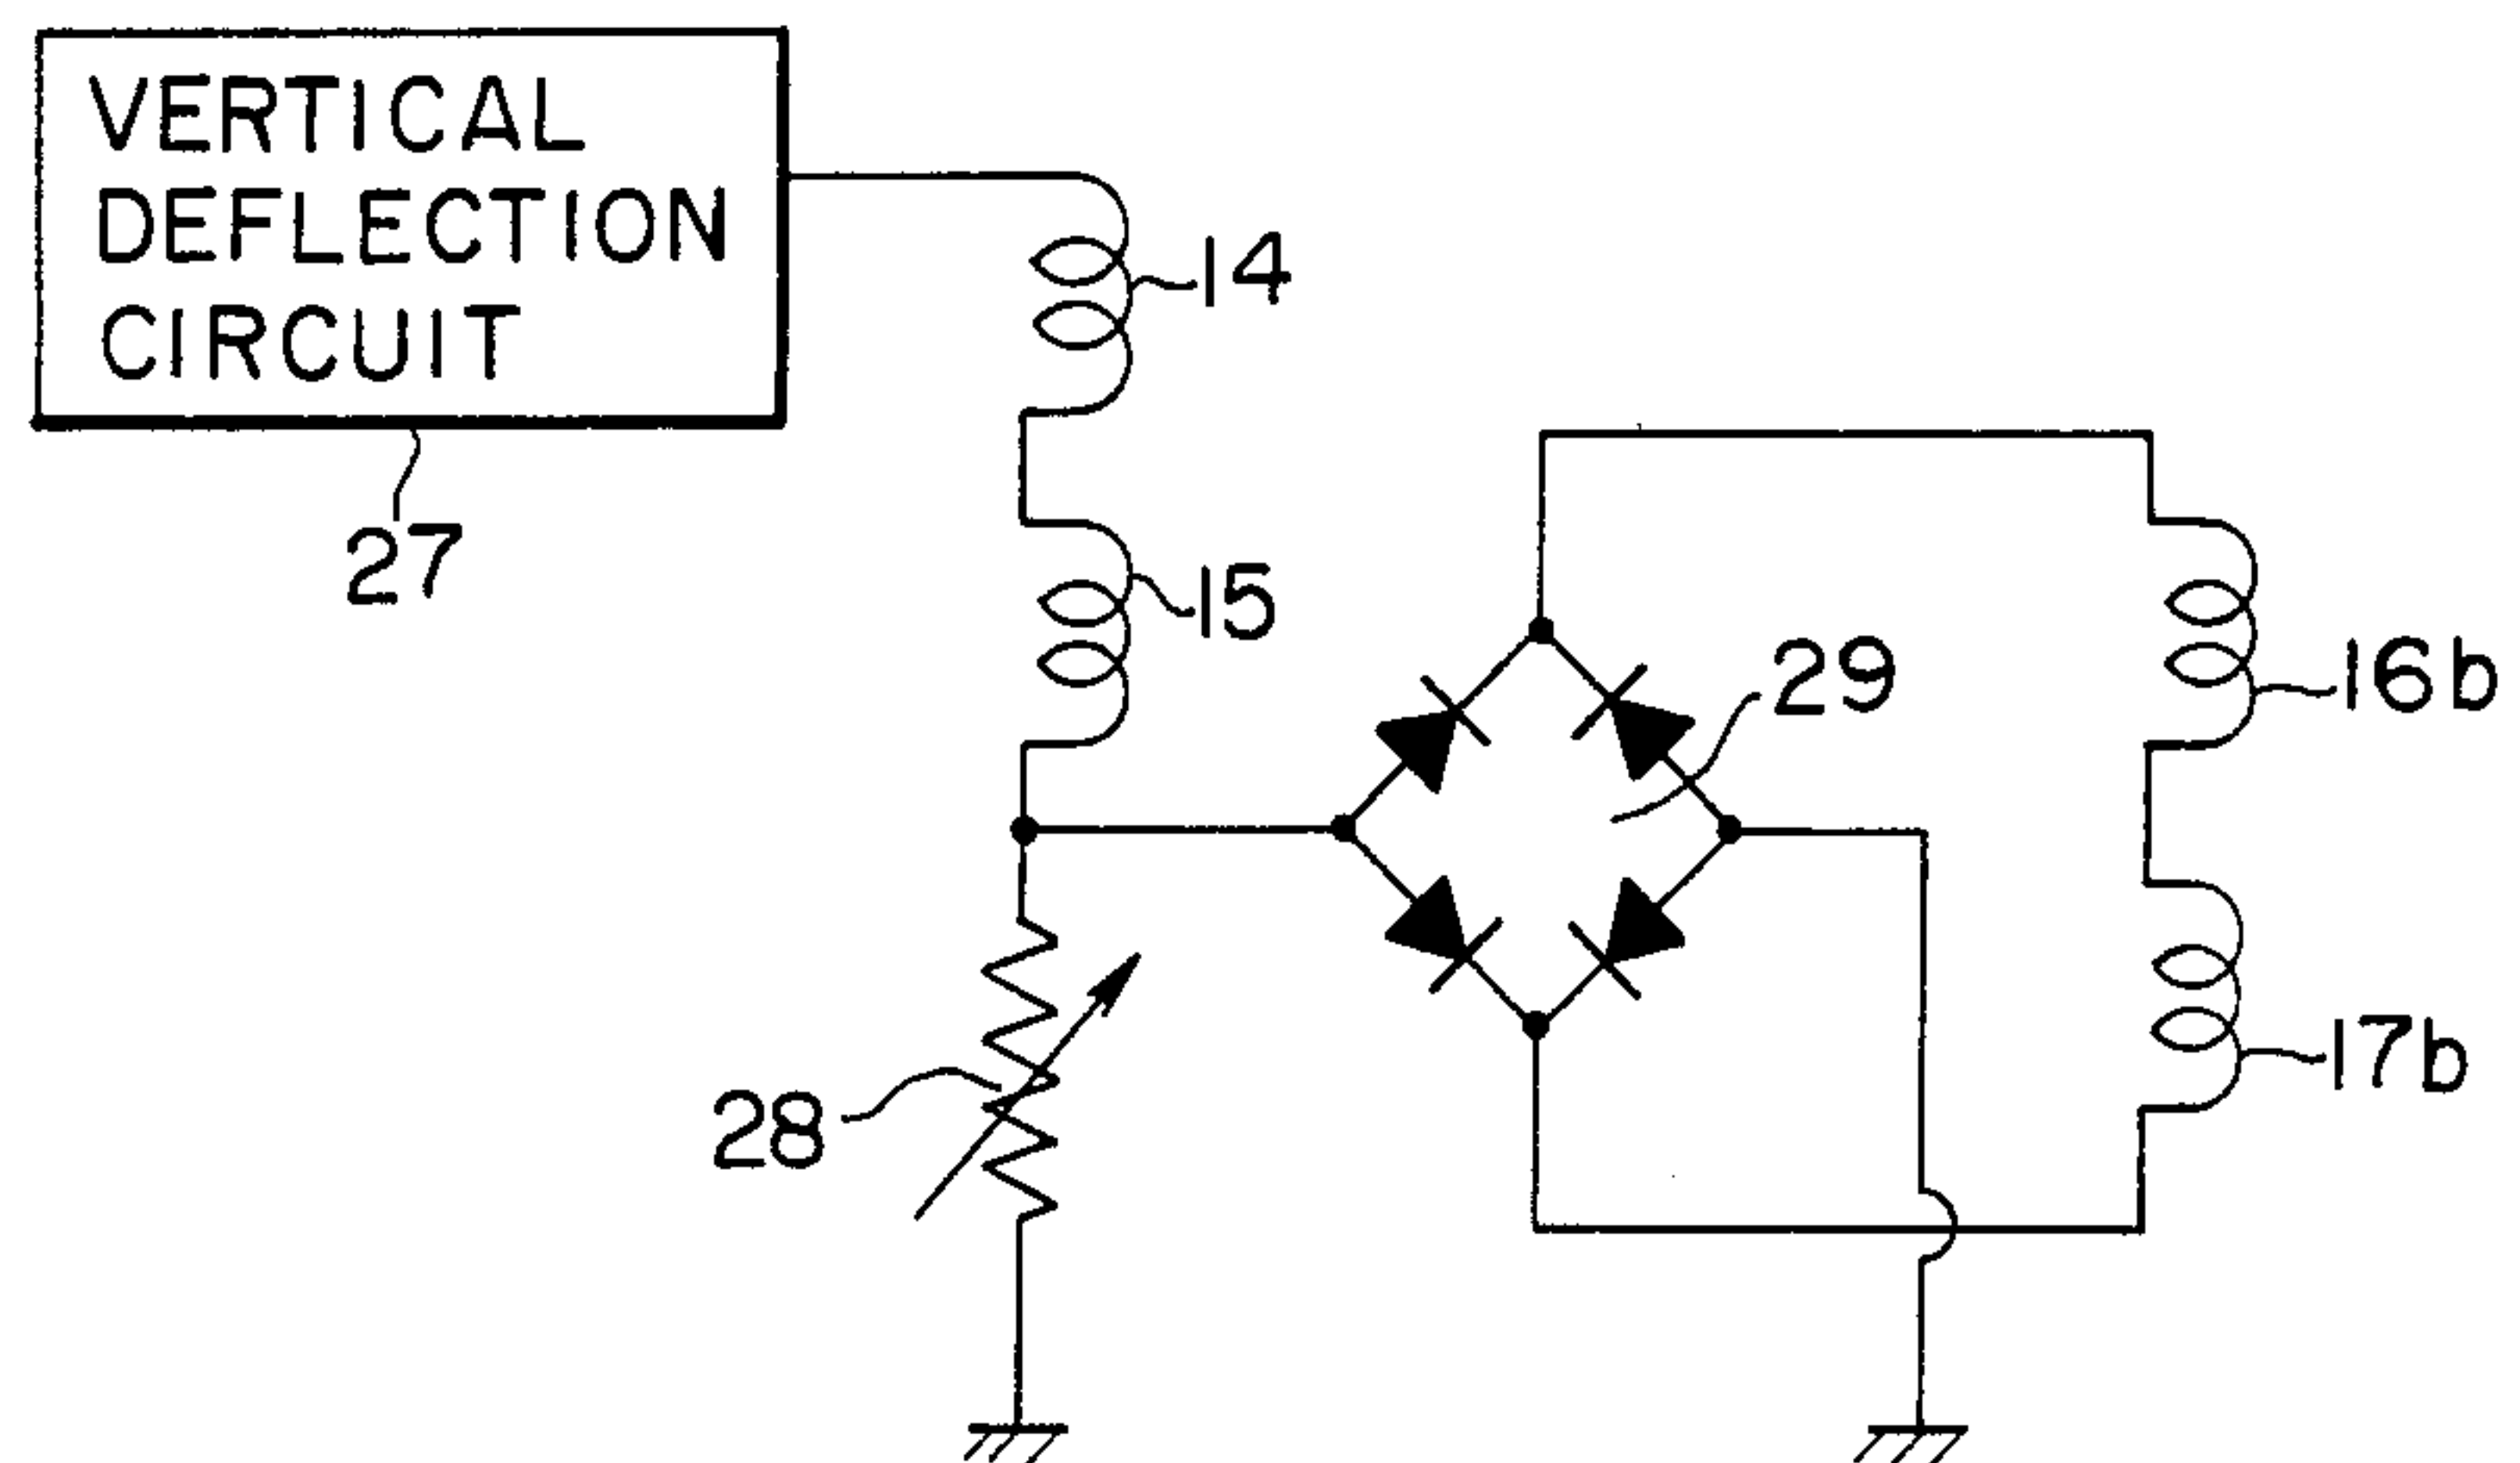 VERTICAL
DEFLECTION
CIRCUIT
14
27
15
29
16b
28
17b